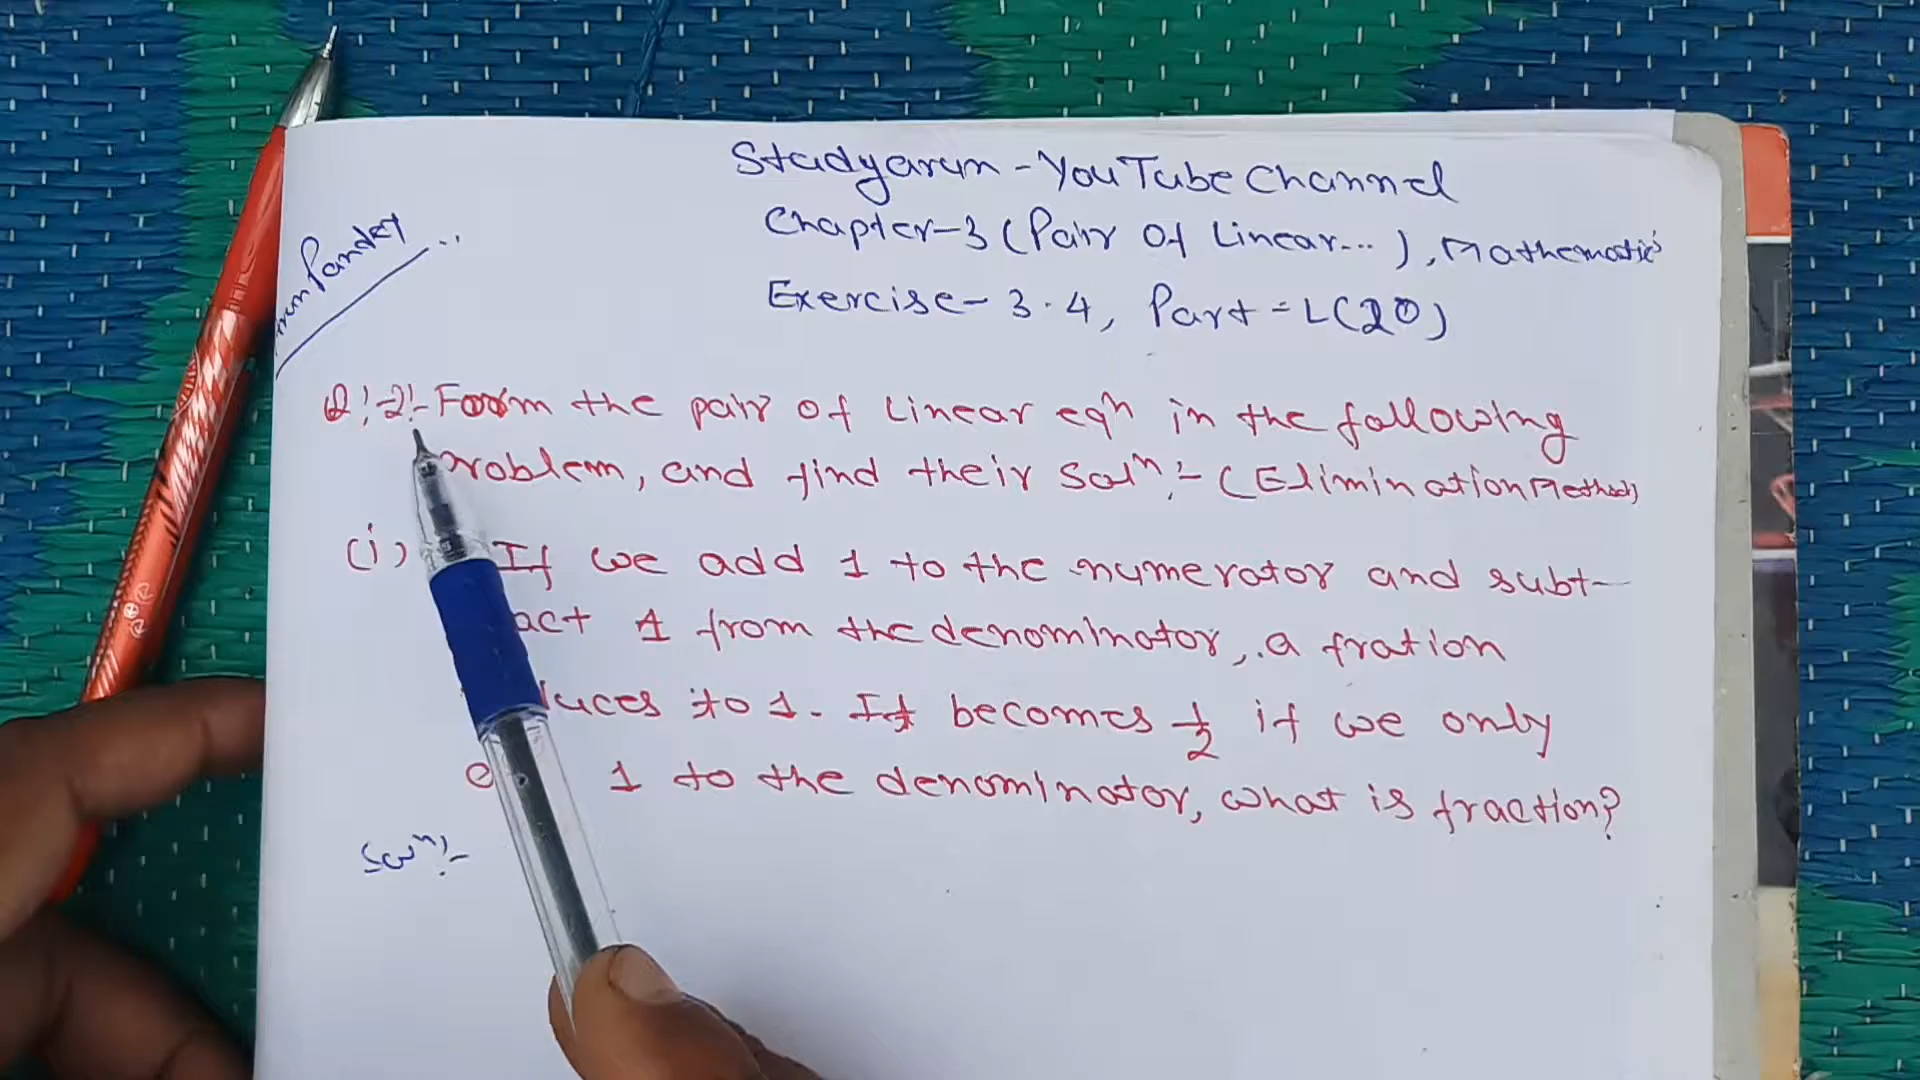 Studyarun - YouTube Channel
Chapter-3 (Pair Of Linear...), Mathematics
Exercise- 3.4, Part = L(20)
Pandey
Q!-2!- Form the pair of Linear eqn in the following
problem, and find their Soln:- (Elimination Method)
(i) If we add 1 to the numerator and subt-
act 1 from the denominator, a fration
uces to 1. It becomes 1/2 if we only
1 to the denominator, what is fraction?
Soln:-